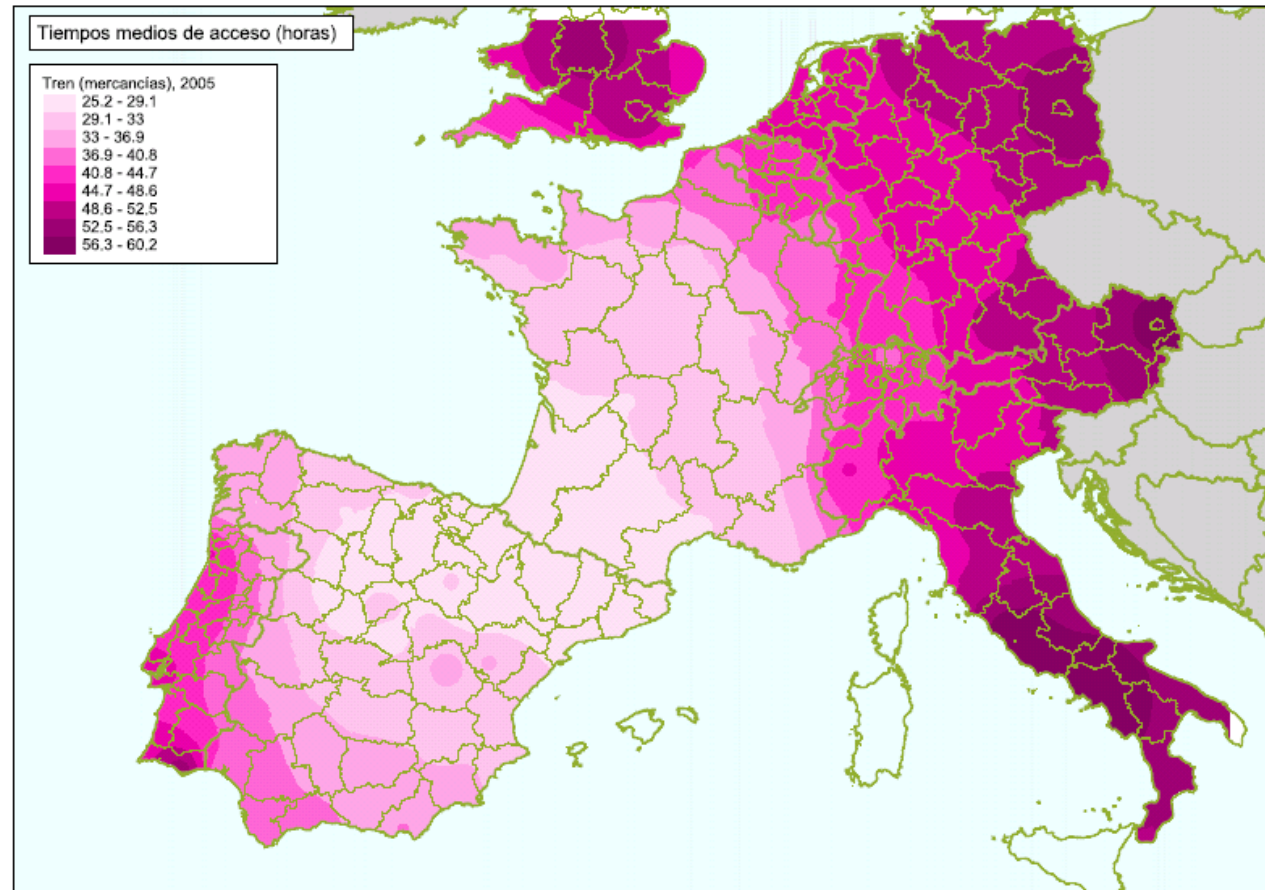 Tiempos medios de acceso (horas)
Tren (mercancías), 2005
25.2 - 29.1
29.1 - 33
33 - 36.9
36.9 - 40.8
40.8 - 44.7
44.7 - 48.6
48.6 - 52.5
52.5 - 56.3
56.3 - 60.2